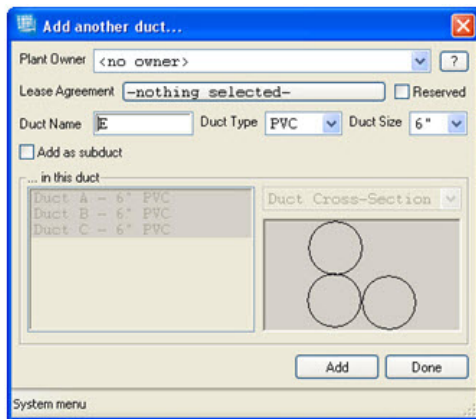 Add another duct...
Plant Owner <no owner> ?
Lease Agreement -nothing selected- Reserved
Duct Name E Duct Type PVC Duct Size 6"
Add as subduct
... in this duct
Duct A - 6" PVC Duct Cross-Section
Duct B - 6" PVC
Duct C - 6" PVC
Add Done
System menu